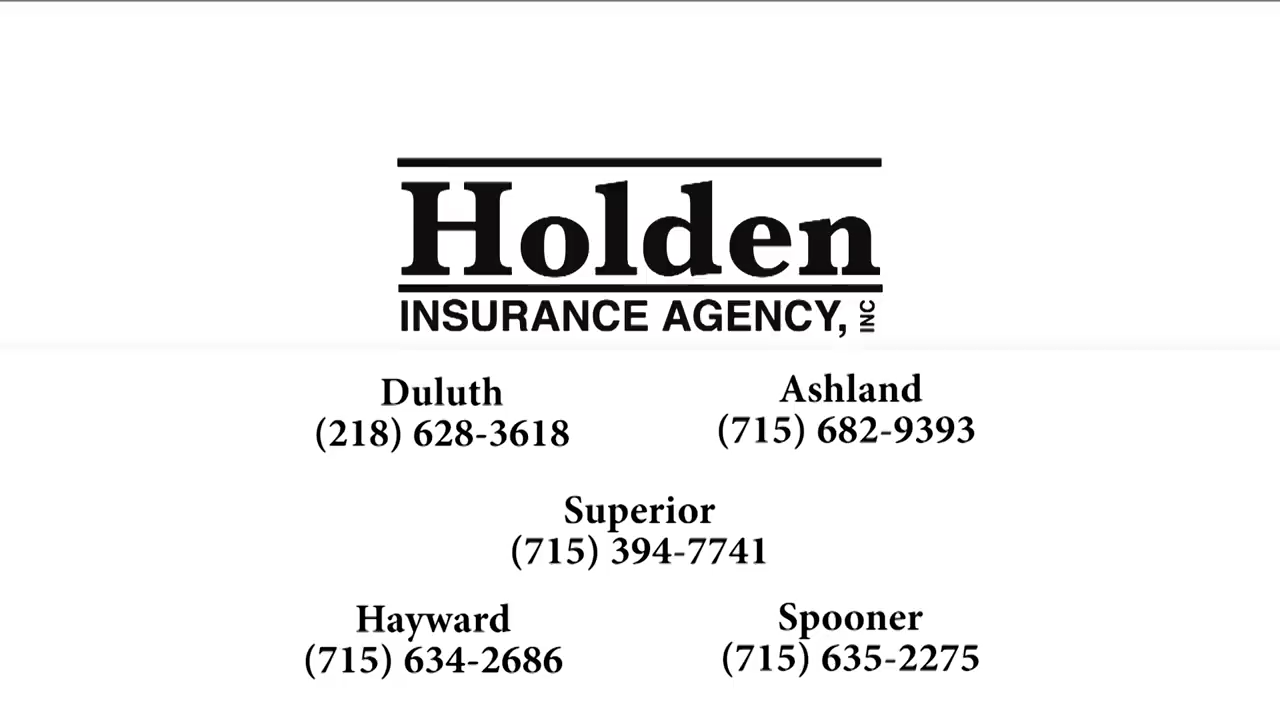 Holden
INSURANCE AGENCY, INC
Duluth
(218) 628-3618
Ashland
(715) 682-9393
Superior
(715) 394-7741
Hayward
(715) 634-2686
Spooner
(715) 635-2275